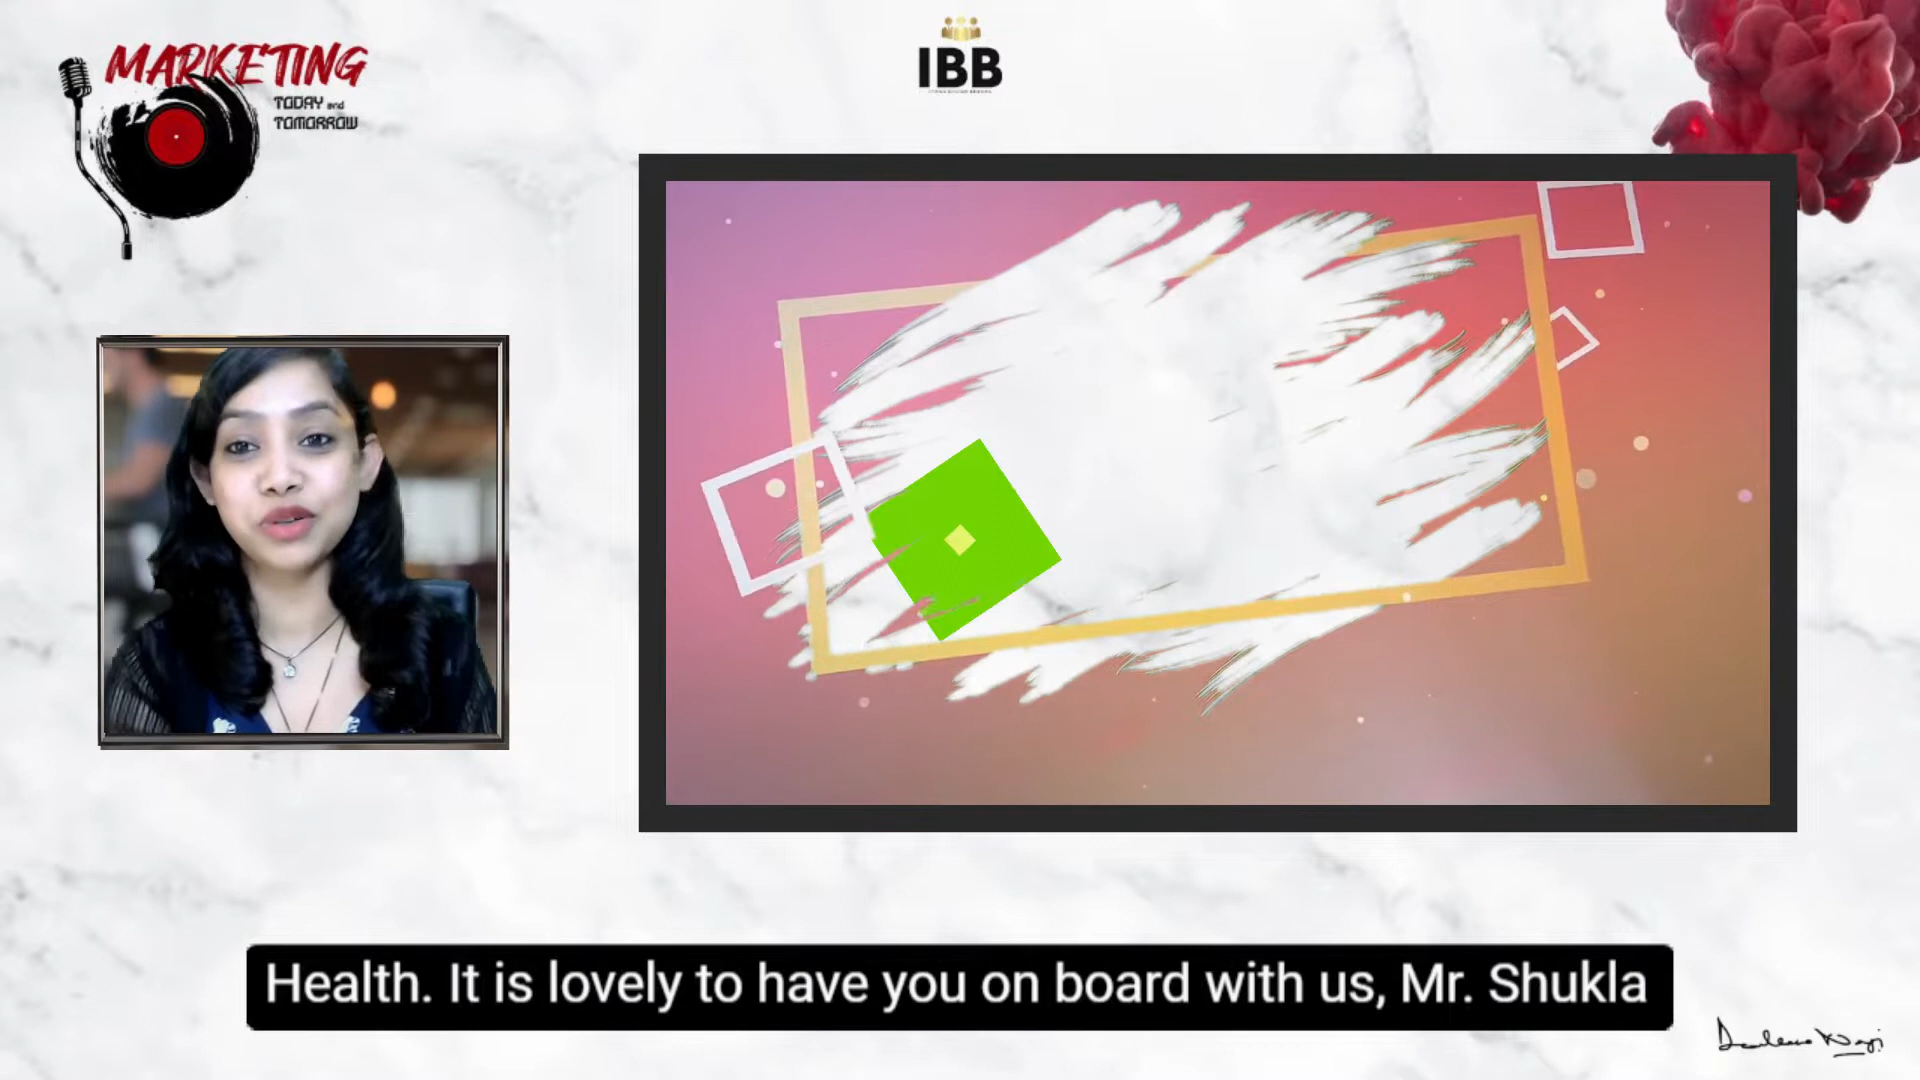 MARKETING
TODAY and
TOMORROW
IBB
Health. It is lovely to have you on board with us, Mr. Shukla